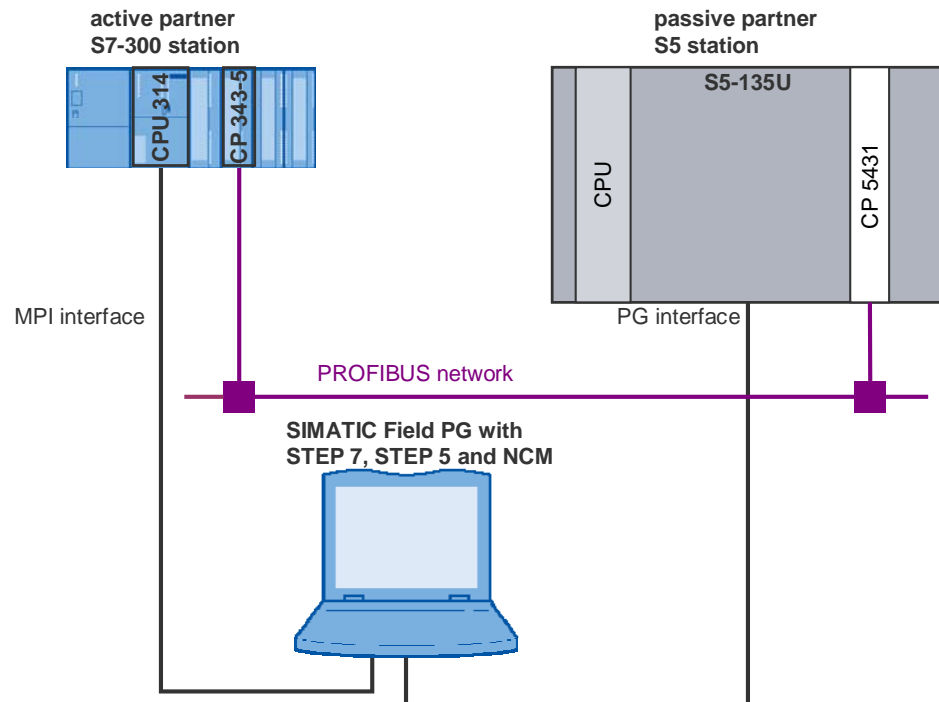 active partner
S7-300 station
passive partner
S5 station
CPU 314
CP 343-5
S5-135U
CPU
CP 5431
MPI interface
PG interface
PROFIBUS network
SIMATIC Field PG with
STEP 7, STEP 5 and NCM